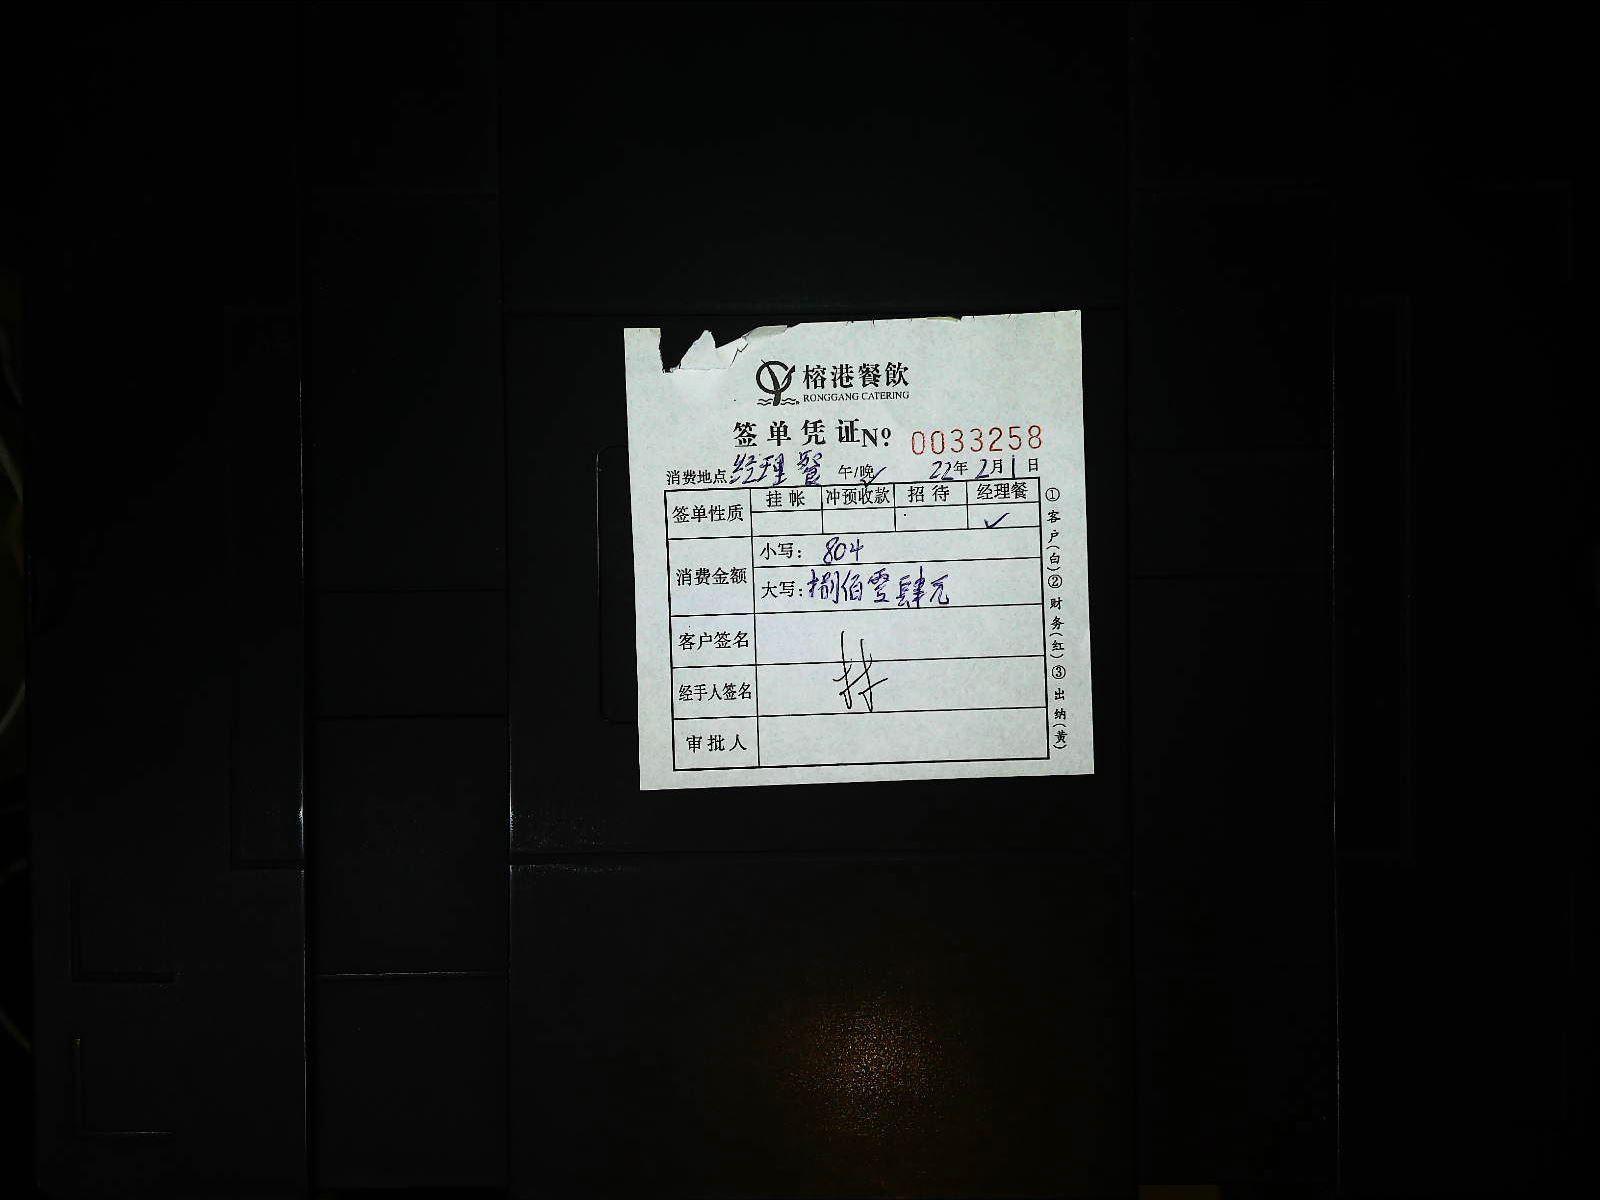 榕港餐飲
RONGGANG CATERING
签单凭证 Nº 0033258
消费地点:经理餐 午/晚✓ 22年2月1日
签单性质 挂帐 冲预收款 招待 经理餐
✓
消费金额 小写: 804
大写:捌佰零肆元
客户签名
经手人签名
审批人
①客户(白)②财务(红)③出纳(黄)